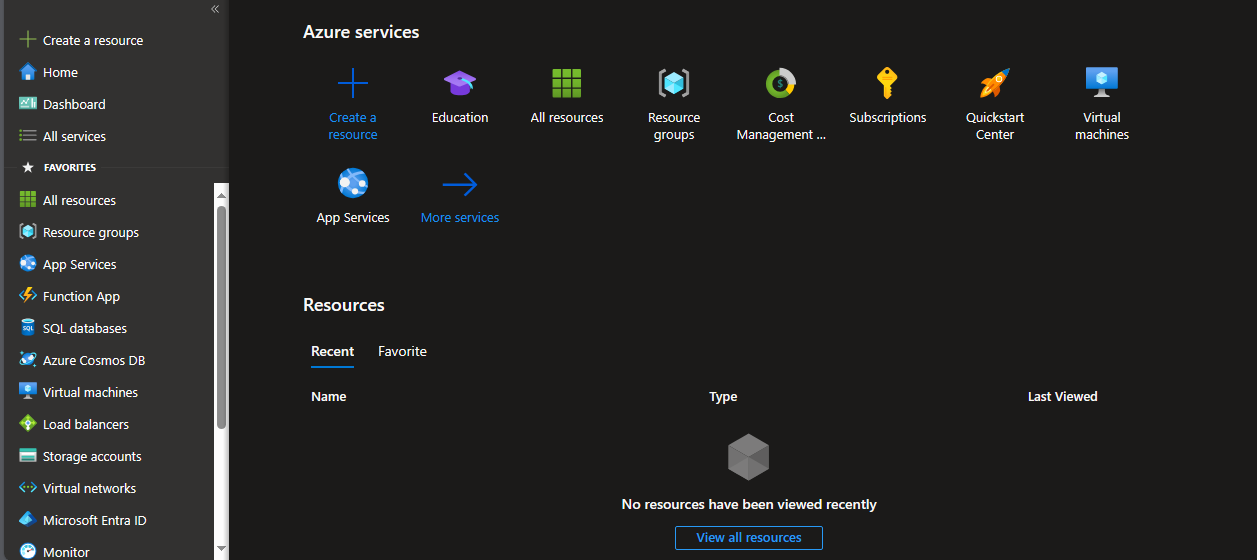 «
Create a resource
Home
Dashboard
All services
FAVORITES
All resources
Resource groups
App Services
Function App
SQL databases
Azure Cosmos DB
Virtual machines
Load balancers
Storage accounts
Virtual networks
Microsoft Entra ID
Monitor
Azure services
Create a
resource
Education
All resources
Resource
groups
Cost
Management ...
Subscriptions
Quickstart
Center
Virtual
machines
App Services
More services
Resources
Recent
Favorite
Name
Type
Last Viewed
No resources have been viewed recently
View all resources